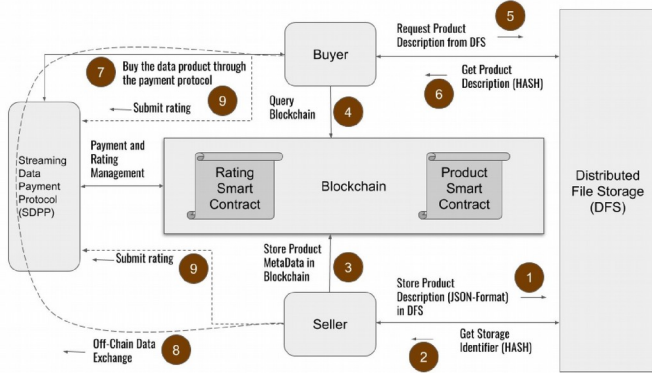 5
Request Product
Description from DFS
Buyer
7
Buy the data product through
the payment protocol
9
Submit rating
6
Get Product
Description (HASH)
Query
Blockchain
4
Streaming
Data
Payment
Protocol
(SDPP)
Payment and
Rating
Management
Rating
Smart
Contract
Blockchain
Product
Smart
Contract
Distributed
File Storage
(DFS)
Submit rating
9
Store Product
MetaData in
Blockchain
3
1
Store Product
Description (JSON-Format)
in DFS
Seller
Off-Chain Data
Exchange
8
2
Get Storage
Identifier (HASH)